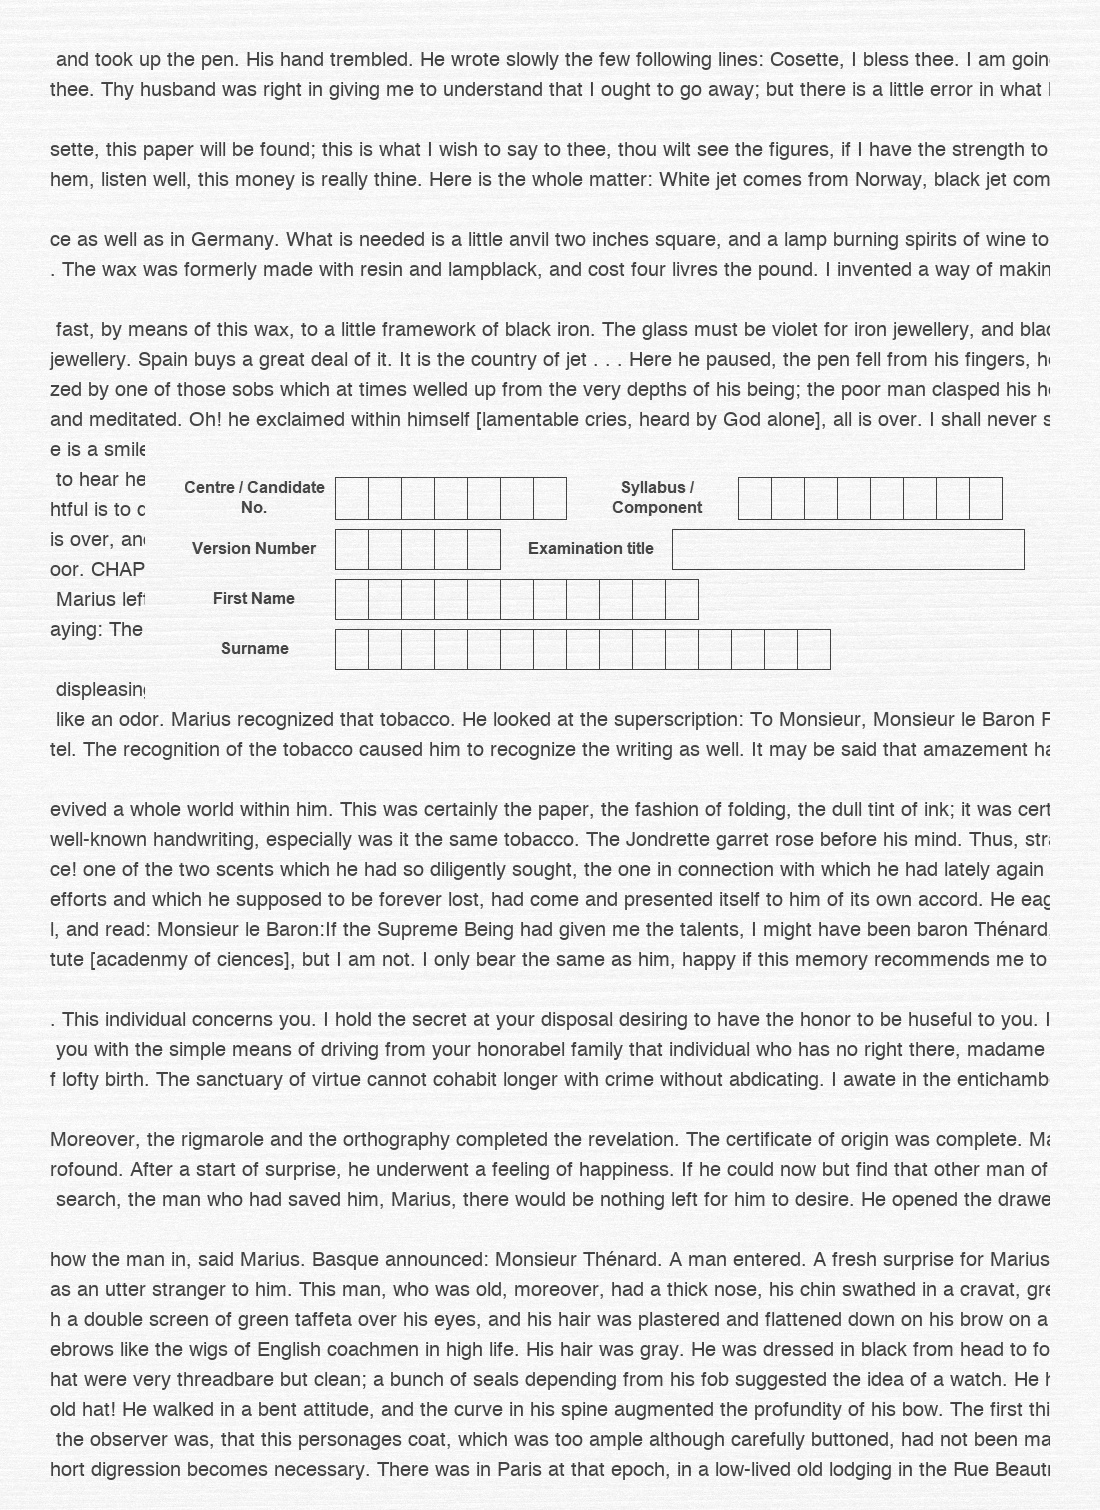 and took up the pen. His hand trembled. He wrote slowly the few following lines: Cosette, I bless thee. I am goin
thee. Thy husband was right in giving me to understand that I ought to go away; but there is a little error in what
sette, this paper will be found; this is what I wish to say to thee, thou wilt see the figures, if I have the strength to
hem, listen well, this money is really thine. Here is the whole matter: White jet comes from Norway, black jet com
ce as well as in Germany. What is needed is a little anvil two inches square, and a lamp burning spirits of wine to
. The wax was formerly made with resin and lampblack, and cost four livres the pound. I invented a way of makin
fast, by means of this wax, to a little framework of black iron. The glass must be violet for iron jewellery, and blac
jewellery. Spain buys a great deal of it. It is the country of jet . . . Here he paused, the pen fell from his fingers, he
zed by one of those sobs which at times welled up from the very depths of his being; the poor man clasped his he
and meditated. Oh! he exclaimed within himself [lamentable cries, heard by God alone], all is over. I shall never s
e is a smile
to hear he
Centre / Candidate No.
Syllabus / Component
htful is to d
is over, and
Version Number
Examination title
oor. CHAP
Marius left
First Name
aying: The
Surname
displeasing
like an odor. Marius recognized that tobacco. He looked at the superscription: To Monsieur, Monsieur le Baron P
tel. The recognition of the tobacco caused him to recognize the writing as well. It may be said that amazement ha
evived a whole world within him. This was certainly the paper, the fashion of folding, the dull tint of ink; it was cert
well-known handwriting, especially was it the same tobacco. The Jondrette garret rose before his mind. Thus, stra
ce! one of the two scents which he had so diligently sought, the one in connection with which he had lately again
efforts and which he supposed to be forever lost, had come and presented itself to him of its own accord. He eag
l, and read: Monsieur le Baron:If the Supreme Being had given me the talents, I might have been baron Thénard
tute [acadenmy of ciences], but I am not. I only bear the same as him, happy if this memory recommends me to
. This individual concerns you. I hold the secret at your disposal desiring to have the honor to be huseful to you. I
you with the simple means of driving from your honorabel family that individual who has no right there, madame
f lofty birth. The sanctuary of virtue cannot cohabit longer with crime without abdicating. I awate in the entichamb
Moreover, the rigmarole and the orthography completed the revelation. The certificate of origin was complete. Ma
rofound. After a start of surprise, he underwent a feeling of happiness. If he could now but find that other man of
search, the man who had saved him, Marius, there would be nothing left for him to desire. He opened the drawe
how the man in, said Marius. Basque announced: Monsieur Thénard. A man entered. A fresh surprise for Marius
as an utter stranger to him. This man, who was old, moreover, had a thick nose, his chin swathed in a cravat, gre
h a double screen of green taffeta over his eyes, and his hair was plastered and flattened down on his brow on a
ebrows like the wigs of English coachmen in high life. His hair was gray. He was dressed in black from head to fo
hat were very threadbare but clean; a bunch of seals depending from his fob suggested the idea of a watch. He h
old hat! He walked in a bent attitude, and the curve in his spine augmented the profundity of his bow. The first thi
the observer was, that this personages coat, which was too ample although carefully buttoned, had not been ma
hort digression becomes necessary. There was in Paris at that epoch, in a low-lived old lodging in the Rue Beautr